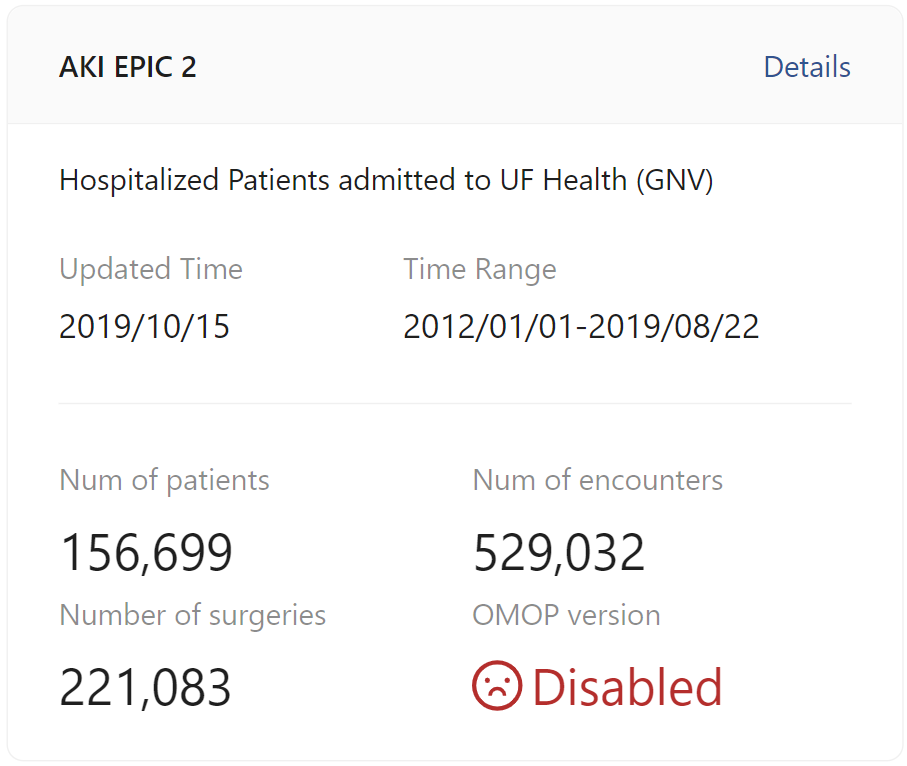 AKI EPIC 2
Details
Hospitalized Patients admitted to UF Health (GNV)
Updated Time
Time Range
2019/10/15
2012/01/01-2019/08/22
Num of patients
Num of encounters
156,699
529,032
Number of surgeries
OMOP version
221,083
Disabled